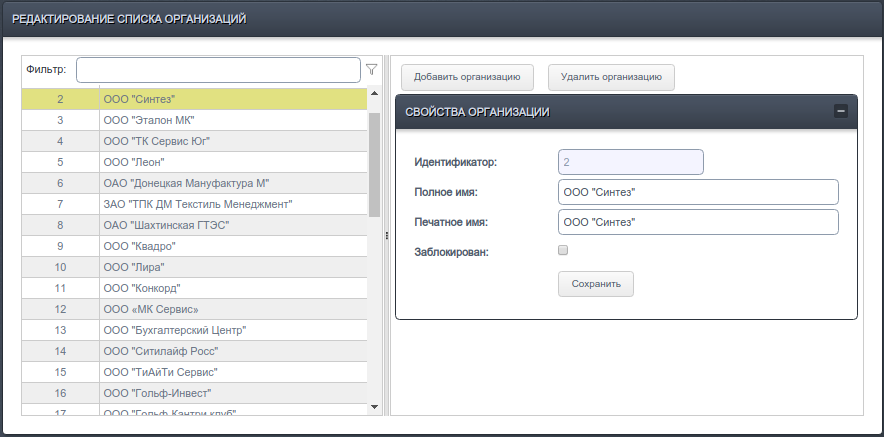 РЕДАКТИРОВАНИЕ СПИСКА ОРГАНИЗАЦИЙ
Фильтр:
2 ООО "Синтез"
3 ООО "Эталон МК"
4 ООО "ТК Сервис Юг"
5 ООО "Леон"
6 ОАО "Донецкая Мануфактура М"
7 ЗАО "ТПК ДМ Текстиль Менеджмент"
8 ОАО "Шахтинская ГТЭС"
9 ООО "Квадро"
10 ООО "Лира"
11 ООО "Конкорд"
12 ООО «МК Сервис»
13 ООО "Бухгалтерский Центр"
14 ООО "Ситилайф Росс"
15 ООО "ТиАйТи Сервис"
16 ООО "Гольф-Инвест"
17 ООО "Гольф-Кантри клуб"
Добавить организацию Удалить организацию
СВОЙСТВА ОРГАНИЗАЦИИ
Идентификатор: 2
Полное имя: ООО "Синтез"
Печатное имя: ООО "Синтез"
Заблокирован:
Сохранить